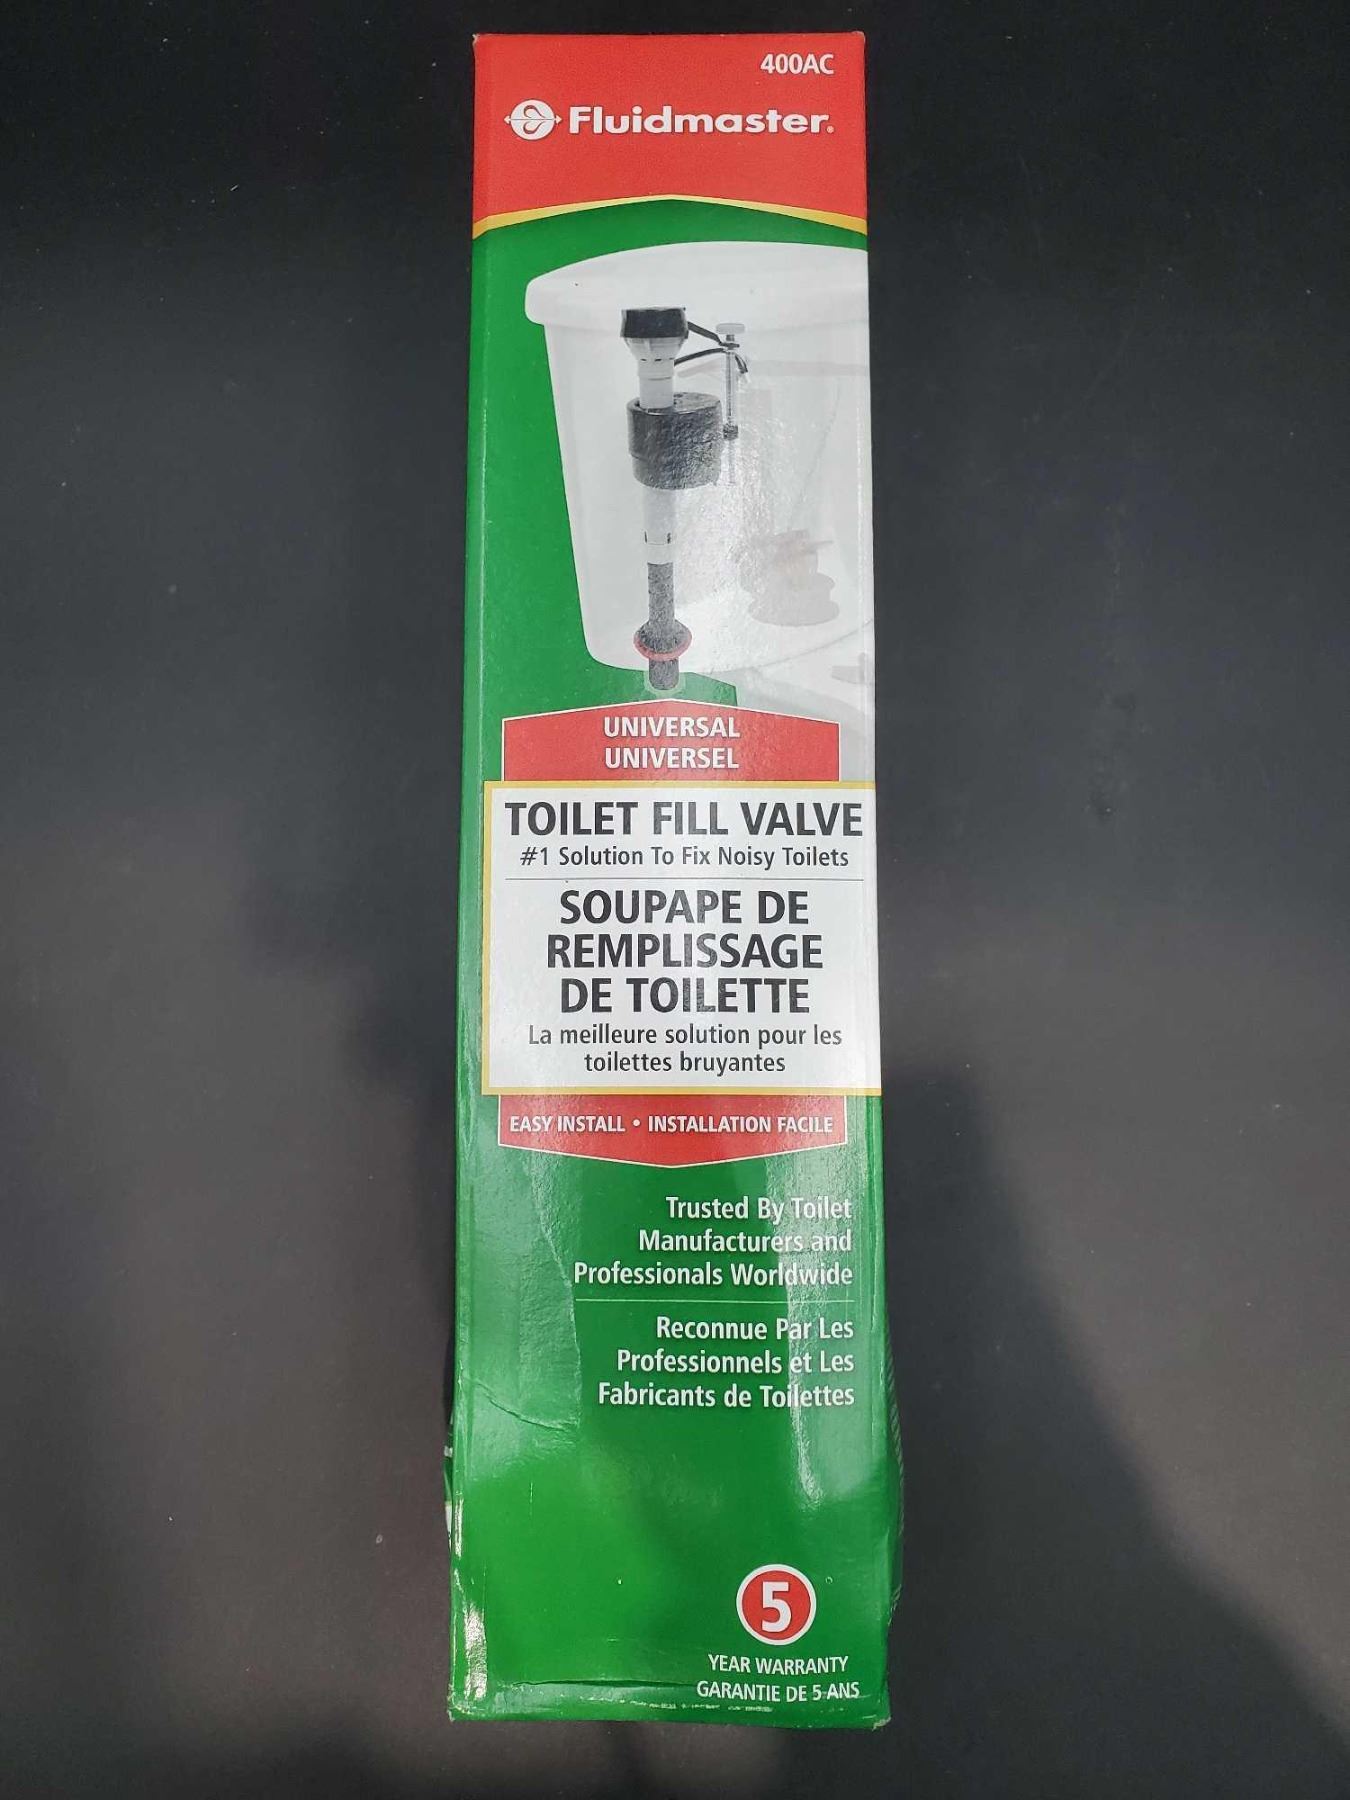 400AC
Fluidmaster®
UNIVERSAL
UNIVERSEL
TOILET FILL VALVE
#1 Solution To Fix Noisy Toilets
SOUPAPE DE
REMPLISSAGE
DE TOILETTE
La meilleure solution pour les
toilettes bruyantes
EASY INSTALL • INSTALLATION FACILE
Trusted By Toilet
Manufacturers and
Professionals Worldwide
Reconnue Par Les
Professionnels et Les
Fabricants de Toilettes
5
YEAR WARRANTY
GARANTIE DE 5 ANS